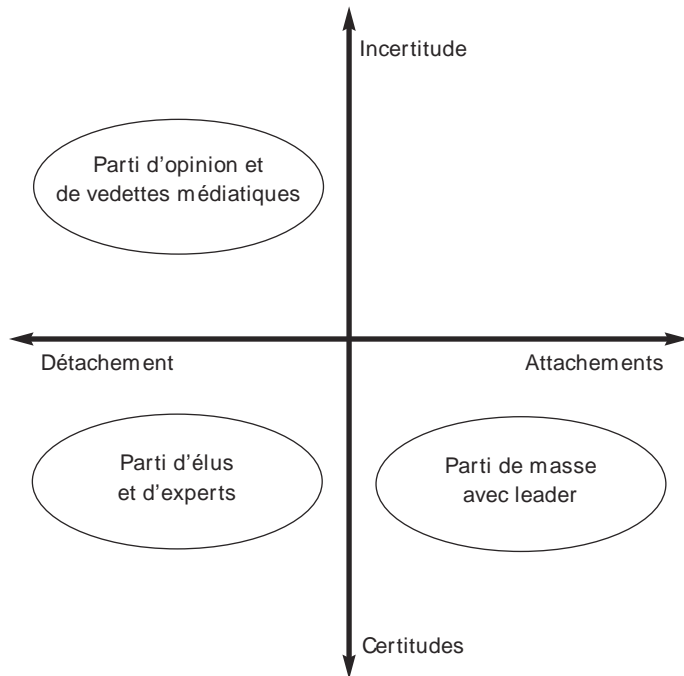 Incertitude
Parti d'opinion et
de vedettes médiatiques
Détachement
Attachements
Parti d'élus
et d'experts
Parti de masse
avec leader
Certitudes